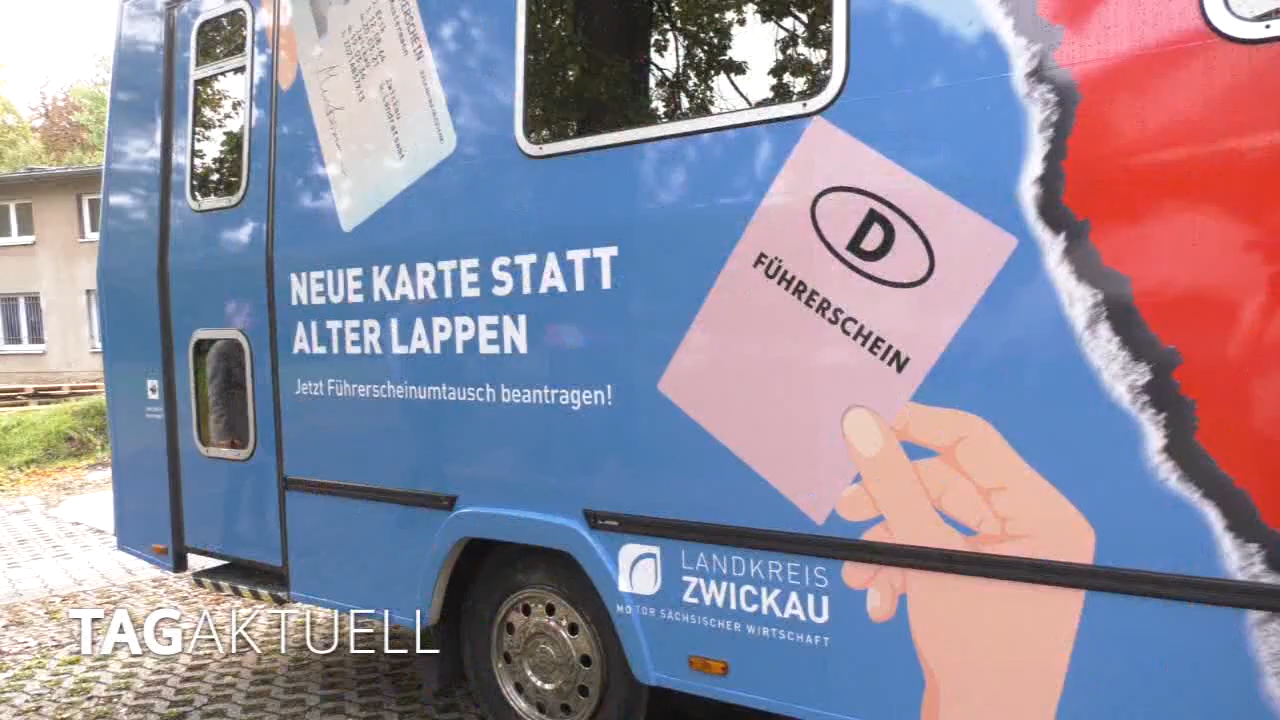 NEUE KARTE STATT
ALTER LAPPEN
Jetzt Führerscheinumtausch beantragen!
D
FÜHRERSCHEIN
LANDKREIS
ZWICKAU
MOTOR SÄCHSISCHER WIRTSCHAFT
TAGAKTUELL